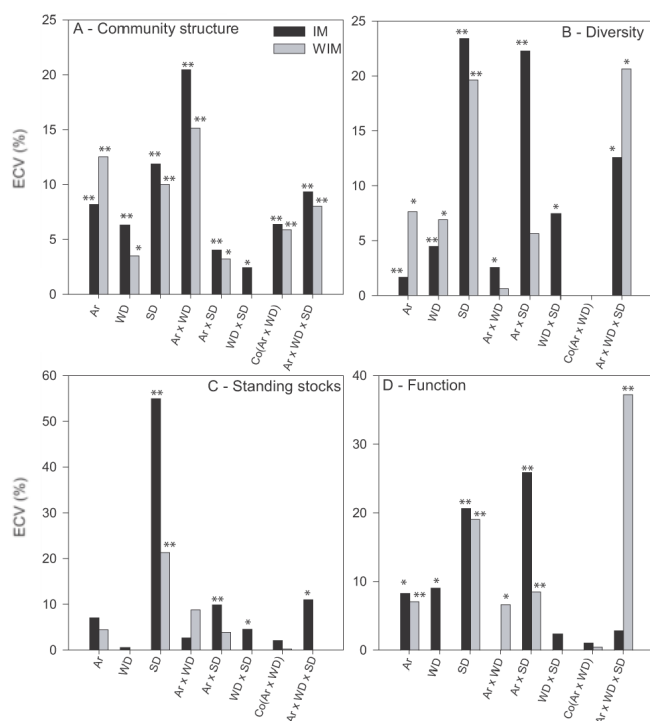 A - Community structure
IM
WIM
ECV (%)
25
20
15
10
5
0
** ** ** * ** ** ** ** ** * * ** ** ** **
Ar
WD
SD
Ar x WD
Ar x SD
WD x SD
Co(Ar x WD)
Ar x WD x SD
B - Diversity
25
20
15
10
5
0
** * ** * ** ** * ** * * *
Ar
WD
SD
Ar x WD
Ar x SD
WD x SD
Co(Ar x WD)
Ar x WD x SD
C - Standing stocks
ECV (%)
60
50
40
30
20
10
0
** ** ** * *
Ar
WD
SD
Ar x WD
Ar x SD
WD x SD
Co(Ar x WD)
Ar x WD x SD
D - Function
40
30
20
10
0
* ** * ** ** * ** ** **
Ar
WD
SD
Ar x WD
Ar x SD
WD x SD
Co(Ar x WD)
Ar x WD x SD